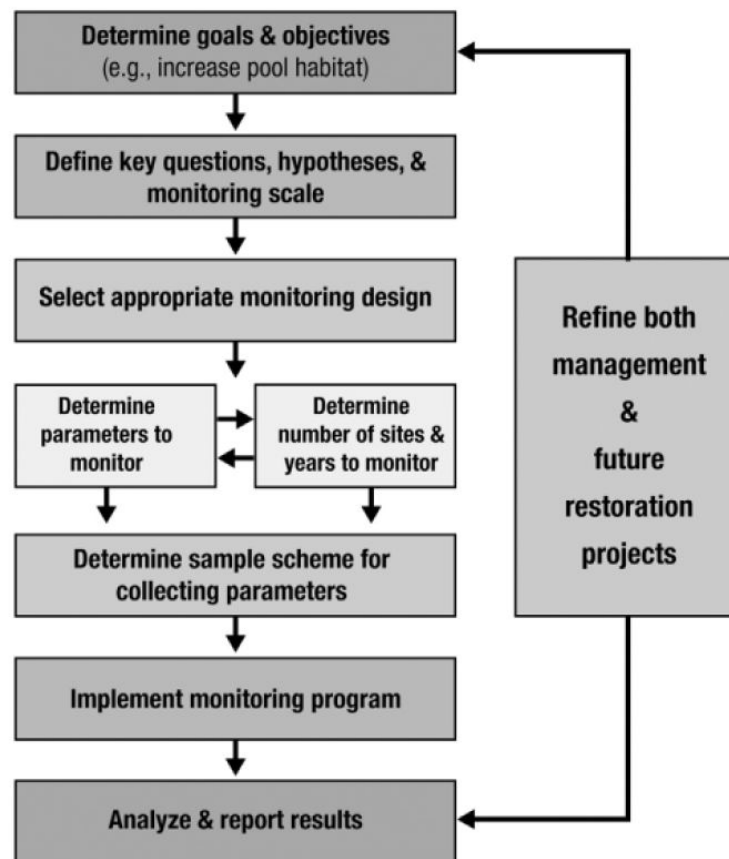 Determine goals & objectives
(e.g., increase pool habitat)
Define key questions, hypotheses, &
monitoring scale
Select appropriate monitoring design
Determine
parameters to
monitor
Determine
number of sites &
years to monitor
Determine sample scheme for
collecting parameters
Implement monitoring program
Analyze & report results
Refine both
management
&
future
restoration
projects